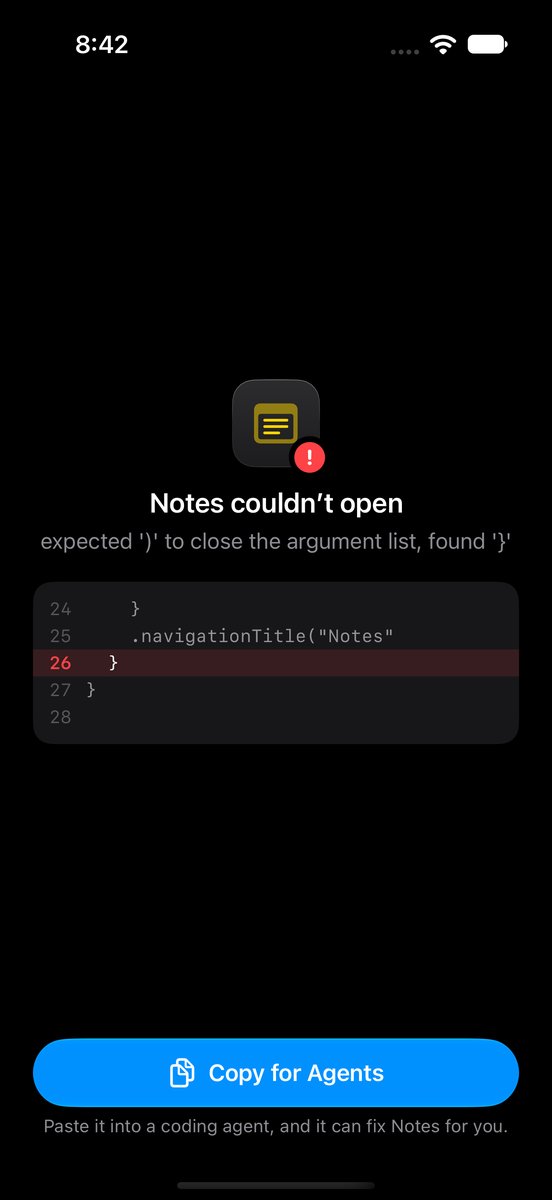 8:42
Notes couldn’t open
expected ')' to close the argument list, found '}'
24     }
25     .navigationTitle("Notes"
26   }
27 }
28
Copy for Agents
Paste it into a coding agent, and it can fix Notes for you.